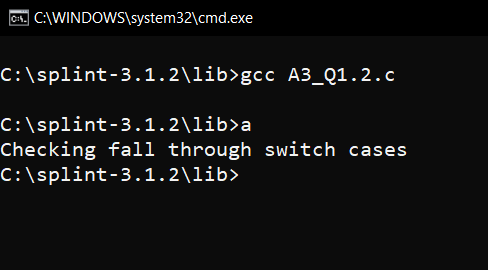 C:\WINDOWS\system32\cmd.exe
C:\splint-3.1.2\lib>gcc A3_Q1.2.c
C:\splint-3.1.2\lib>a
Checking fall through switch cases
C:\splint-3.1.2\lib>